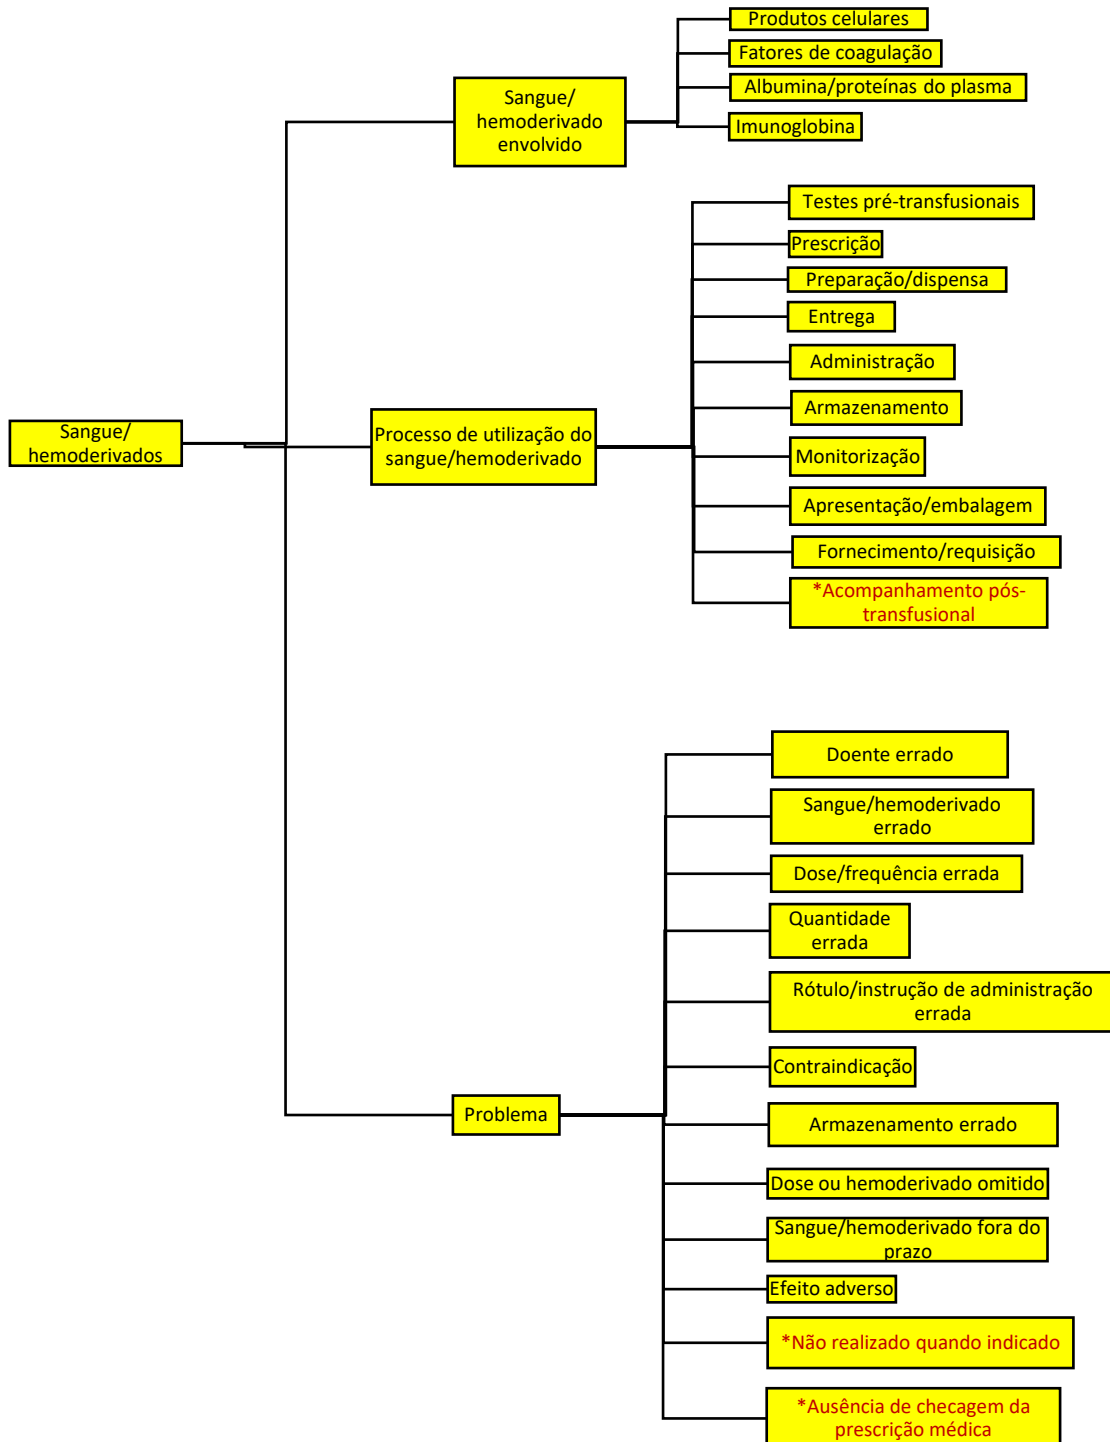 Produtos celulares
Fatores de coagulação
Albumina/proteínas do plasma
Imunoglobina
Sangue/
hemoderivado
envolvido
Testes pré-transfusionais
Prescrição
Preparação/dispensa
Entrega
Administração
Armazenamento
Monitorização
Apresentação/embalagem
Fornecimento/requisição
*Acompanhamento pós-
transfusional
Processo de utilização do
sangue/hemoderivado
Sangue/
hemoderivados
Doente errado
Sangue/hemoderivado
errado
Dose/frequência errada
Quantidade
errada
Rótulo/instrução de administração
errada
Contraindicação
Problema
Armazenamento errado
Dose ou hemoderivado omitido
Sangue/hemoderivado fora do
prazo
Efeito adverso
*Não realizado quando indicado
*Ausência de checagem da
prescrição médica